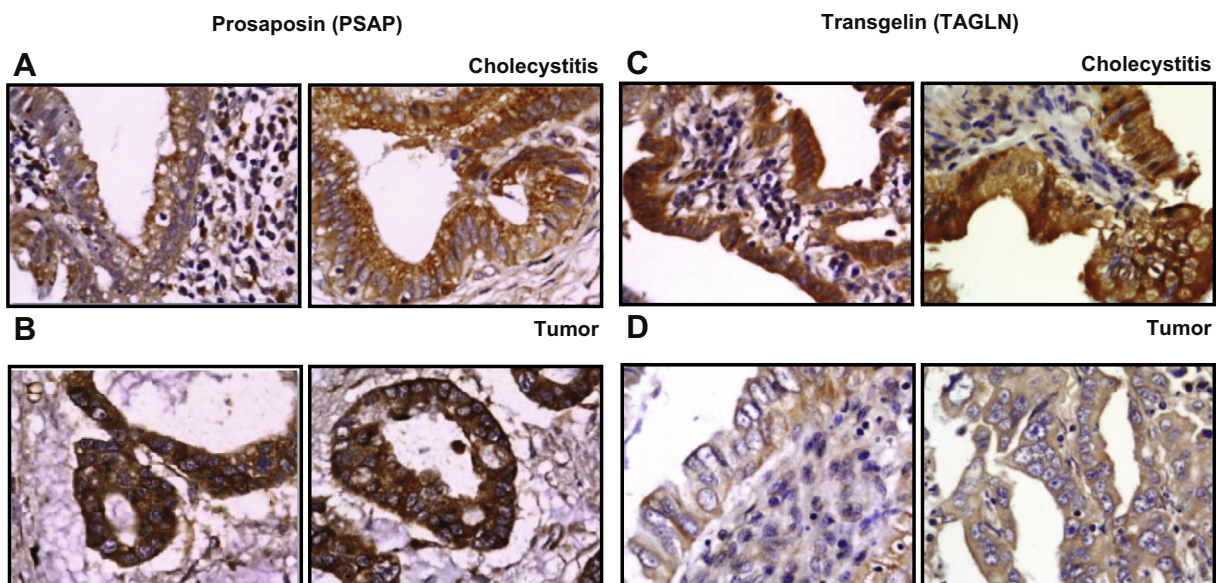 Prosaposin (PSAP)
Transgelin (TAGLN)
A
Cholecystitis
C
Cholecystitis
B
Tumor
D
Tumor